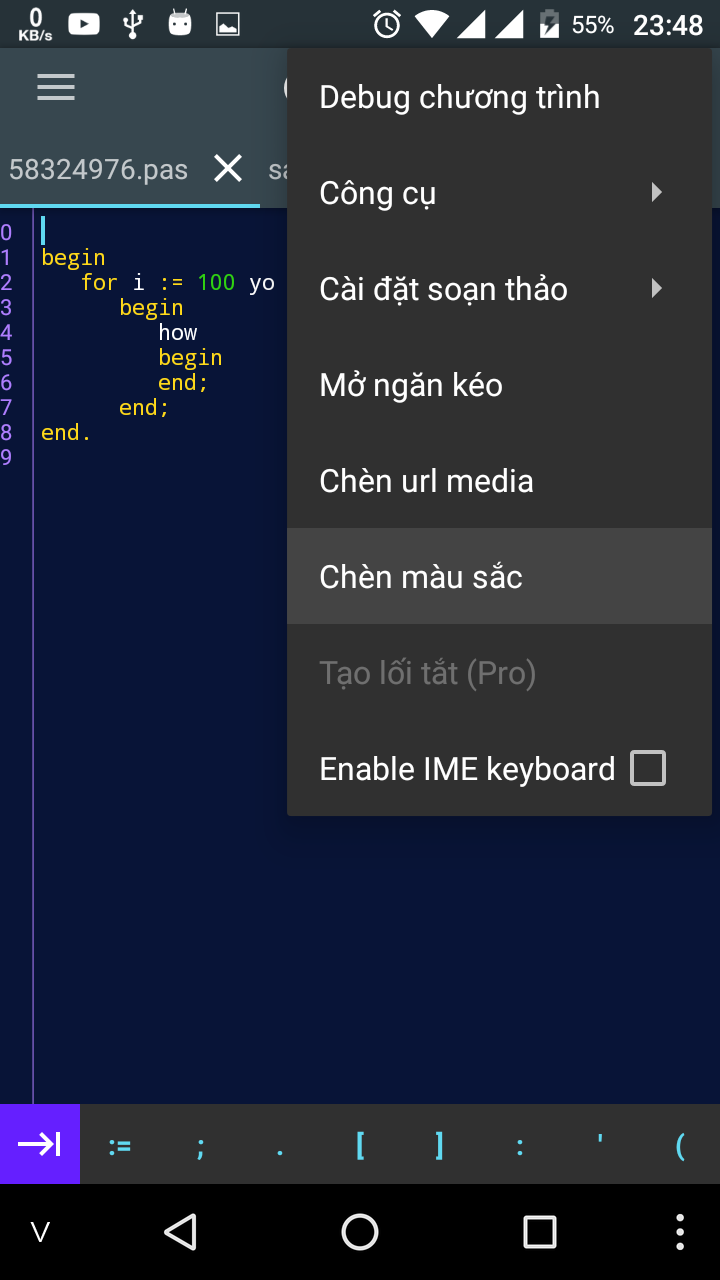 0 KB/s 55% 23:48
58324976.pas
0
1 begin
2 for i := 100 yo
3 begin
4 how
5 begin
6 end;
7 end;
8 end.
9
Debug chương trình
Công cụ
Cài đặt soạn thảo
Mở ngăn kéo
Chèn url media
Chèn màu sắc
Tạo lối tắt (Pro)
Enable IME keyboard
:= ; . [ ] : ' (